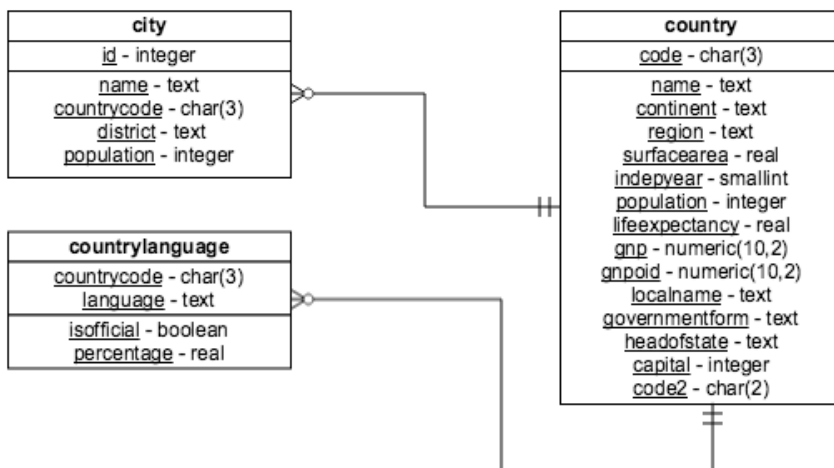 city
id - integer
name - text
countrycode - char(3)
district - text
population - integer
countrylanguage
countrycode - char(3)
language - text
isofficial - boolean
percentage - real
country
code - char(3)
name - text
continent - text
region - text
surfacearea - real
indepyear - smallint
population - integer
lifeexpectancy - real
gnp - numeric(10,2)
gnpoid - numeric(10,2)
localname - text
governmentform - text
headofstate - text
capital - integer
code2 - char(2)